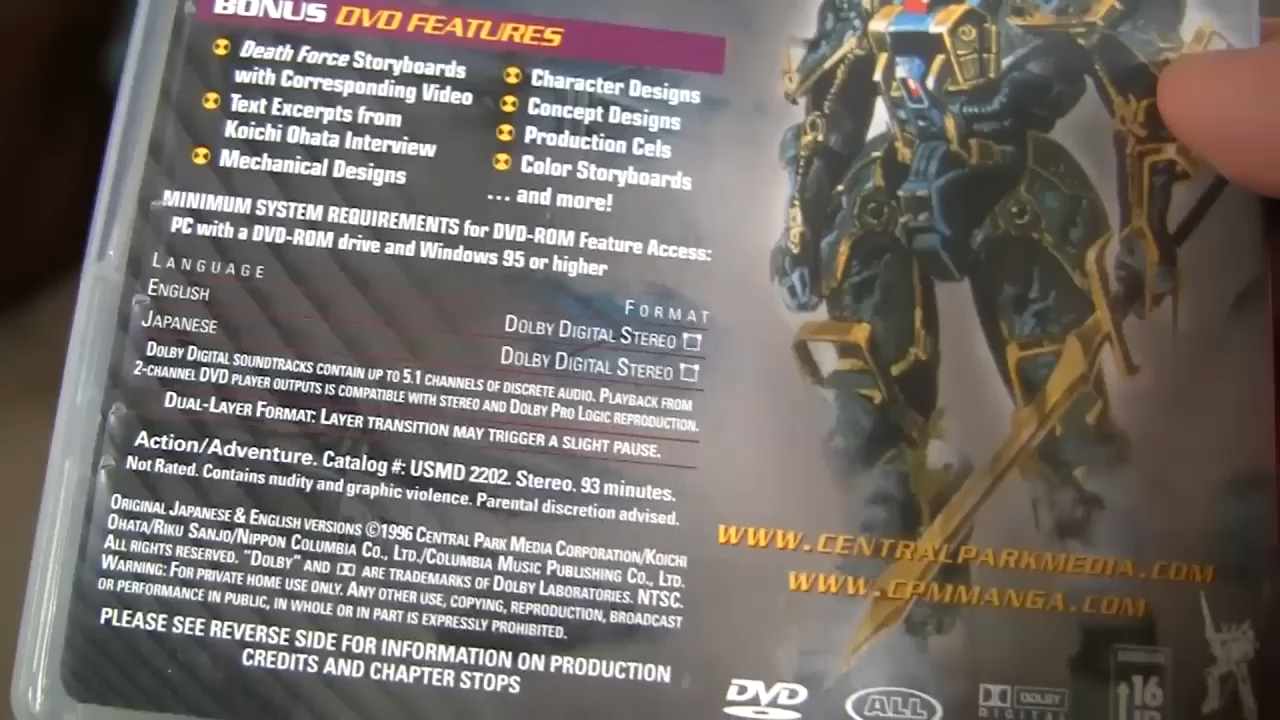 BONUS DVD FEATURES
Death Force Storyboards
with Corresponding Video
Text Excerpts from
Koichi Ohata Interview
Mechanical Designs
Character Designs
Concept Designs
Production Cels
Color Storyboards
... and more!
MINIMUM SYSTEM REQUIREMENTS for DVD-ROM Feature Access:
PC with a DVD-ROM drive and Windows 95 or higher
LANGUAGE FORMAT
ENGLISH DOLBY DIGITAL STEREO
JAPANESE DOLBY DIGITAL STEREO
DOLBY DIGITAL SOUNDTRACKS CONTAIN UP TO 5.1 CHANNELS OF DISCRETE AUDIO. PLAYBACK FROM
2-CHANNEL DVD PLAYER OUTPUTS IS COMPATIBLE WITH STEREO AND DOLBY PRO LOGIC REPRODUCTION.
DUAL-LAYER FORMAT: LAYER TRANSITION MAY TRIGGER A SLIGHT PAUSE.
Action/Adventure. Catalog #: USMD 2202. Stereo. 93 minutes.
Not Rated. Contains nudity and graphic violence. Parental discretion advised.
ORIGINAL JAPANESE & ENGLISH VERSIONS ©1996 CENTRAL PARK MEDIA CORPORATION/KOICHI
OHATA/RIKU SANJO/NIPPON COLUMBIA CO., LTD./COLUMBIA MUSIC PUBLISHING CO., LTD.
ALL RIGHTS RESERVED. "DOLBY" AND ARE TRADEMARKS OF DOLBY LABORATORIES. NTSC.
WARNING: FOR PRIVATE HOME USE ONLY. ANY OTHER USE, COPYING, REPRODUCTION, BROADCAST
OR PERFORMANCE IN PUBLIC, IN WHOLE OR IN PART IS EXPRESSLY PROHIBITED.
PLEASE SEE REVERSE SIDE FOR INFORMATION ON PRODUCTION
CREDITS AND CHAPTER STOPS
WWW.CENTRALPARKMEDIA.COM
WWW.CPMMANGA.COM
DVD
ALL
DOLBY
DIGITAL
16